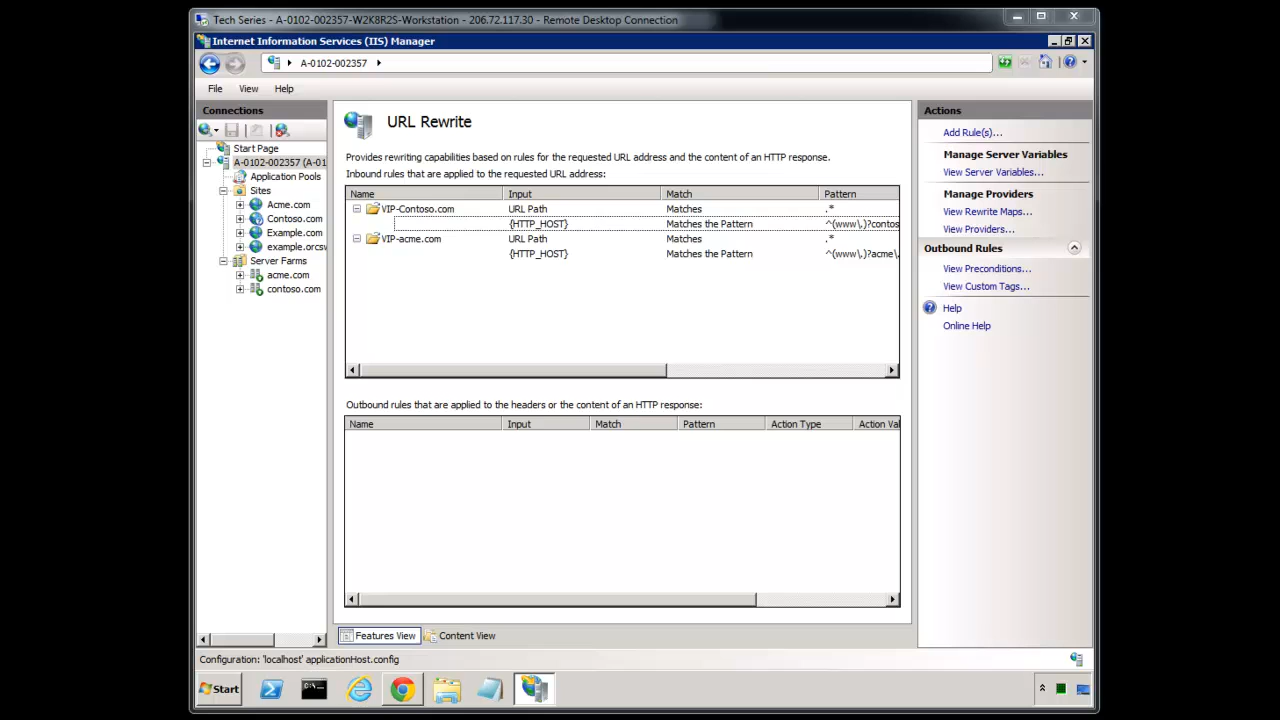 Tech Series - A-0102-002357-W2K8R2S-Workstation - 206.72.117.30 - Remote Desktop Connection
Internet Information Services (IIS) Manager
A-0102-002357
File View Help
Connections
Start Page
A-0102-002357 (A-01
Application Pools
Sites
Acme.com
Contoso.com
Example.com
example.orcsw
Server Farms
acme.com
contoso.com
URL Rewrite
Provides rewriting capabilities based on rules for the requested URL address and the content of an HTTP response.
Inbound rules that are applied to the requested URL address:
Name Input Match Pattern
VIP-Contoso.com URL Path Matches .*
{HTTP_HOST} Matches the Pattern ^(www\.)?contos
VIP-acme.com URL Path Matches .*
{HTTP_HOST} Matches the Pattern ^(www\.)?acme\.
Outbound rules that are applied to the headers or the content of an HTTP response:
Name Input Match Pattern Action Type Action Val
Features View Content View
Actions
Add Rule(s)...
Manage Server Variables
View Server Variables...
Manage Providers
View Rewrite Maps...
View Providers...
Outbound Rules
View Preconditions...
View Custom Tags...
Help
Online Help
Configuration: 'localhost' applicationHost.config
Start